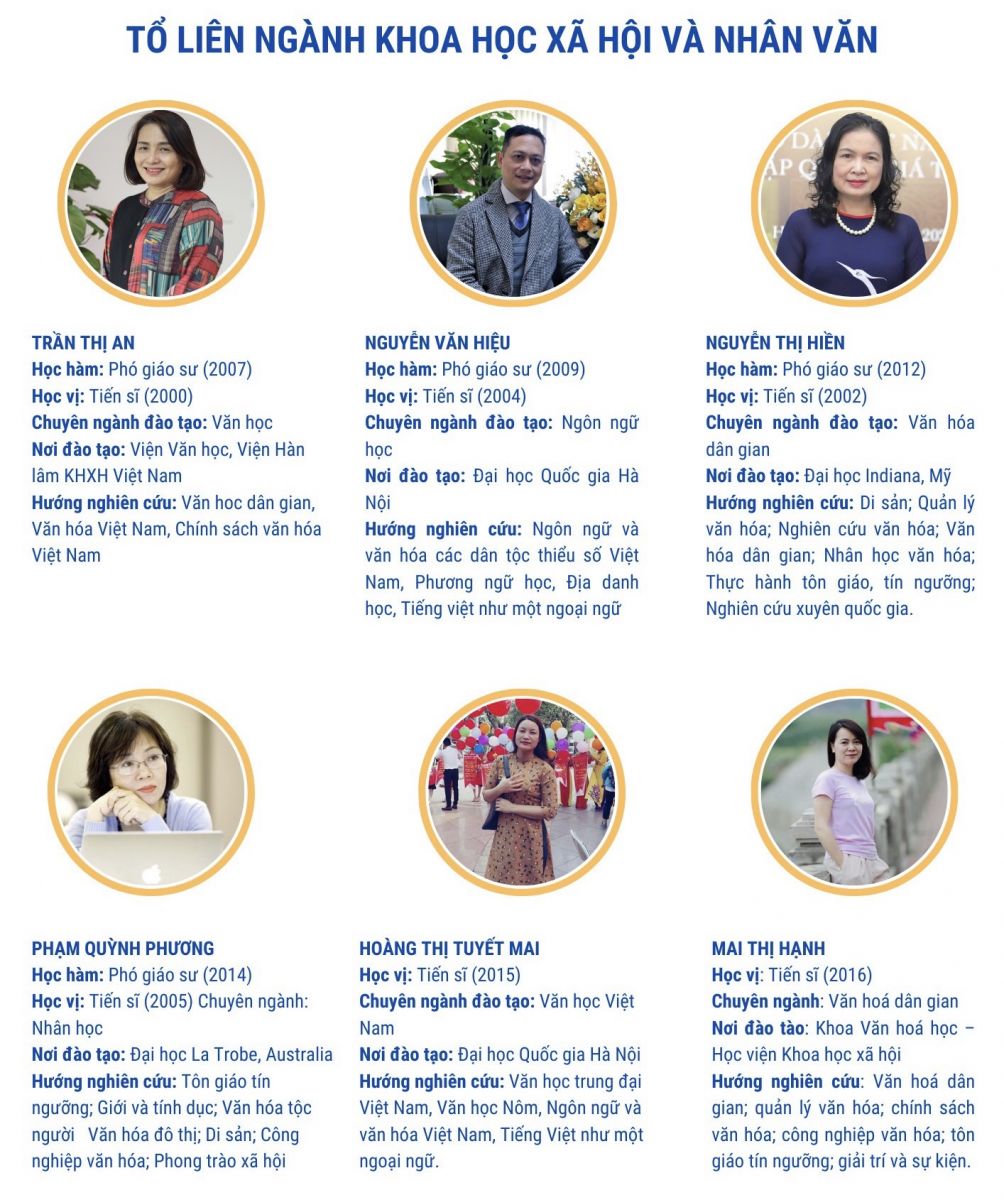 TỔ LIÊN NGÀNH KHOA HỌC XÃ HỘI VÀ NHÂN VĂN
TRẦN THỊ AN
Học hàm: Phó giáo sư (2007)
Học vị: Tiến sĩ (2000)
Chuyên ngành đào tạo: Văn học
Nơi đào tạo: Viện Văn học, Viện Hàn
lâm KHXH Việt Nam
Hướng nghiên cứu: Văn hoc dân gian,
Văn hóa Việt Nam, Chính sách văn hóa
Việt Nam
NGUYỄN VĂN HIỆU
Học hàm: Phó giáo sư (2009)
Học vị: Tiến sĩ (2004)
Chuyên ngành đào tạo: Ngôn ngữ
học
Nơi đào tạo: Đại học Quốc gia Hà
Nội
Hướng nghiên cứu: Ngôn ngữ và
văn hóa các dân tộc thiểu số Việt
Nam, Phương ngữ học, Địa danh
học, Tiếng việt như một ngoại ngữ
NGUYỄN THỊ HIỀN
Học hàm: Phó giáo sư (2012)
Học vị: Tiến sĩ (2002)
Chuyên ngành đào tạo: Văn hóa
dân gian
Nơi đào tạo: Đại học Indiana, Mỹ
Hướng nghiên cứu: Di sản; Quản lý
văn hóa; Nghiên cứu văn hóa; Văn
hóa dân gian; Nhân học văn hóa;
Thực hành tôn giáo, tín ngưỡng;
Nghiên cứu xuyên quốc gia.
PHẠM QUỲNH PHƯƠNG
Học hàm: Phó giáo sư (2014)
Học vị: Tiến sĩ (2005) Chuyên ngành:
Nhân học
Nơi đào tạo: Đại học La Trobe, Australia
Hướng nghiên cứu: Tôn giáo tín
ngưỡng; Giới và tính dục; Văn hóa tộc
người Văn hóa đô thị; Di sản; Công
nghiệp văn hóa; Phong trào xã hội
HOÀNG THỊ TUYẾT MAI
Học vị: Tiến sĩ (2015)
Chuyên ngành đào tạo: Văn học Việt
Nam
Nơi đào tạo: Đại học Quốc gia Hà Nội
Hướng nghiên cứu: Văn học trung đại
Việt Nam, Văn học Nôm, Ngôn ngữ và
văn hóa Việt Nam, Tiếng Việt như một
ngoại ngữ.
MAI THỊ HẠNH
Học vị: Tiến sĩ (2016)
Chuyên ngành: Văn hoá dân gian
Nơi đào tào: Khoa Văn hoá học –
Học viện Khoa học xã hội
Hướng nghiên cứu: Văn hoá dân
gian; quản lý văn hóa; chính sách
văn hóa; công nghiệp văn hóa; tôn
giáo tín ngưỡng; giải trí và sự kiện.